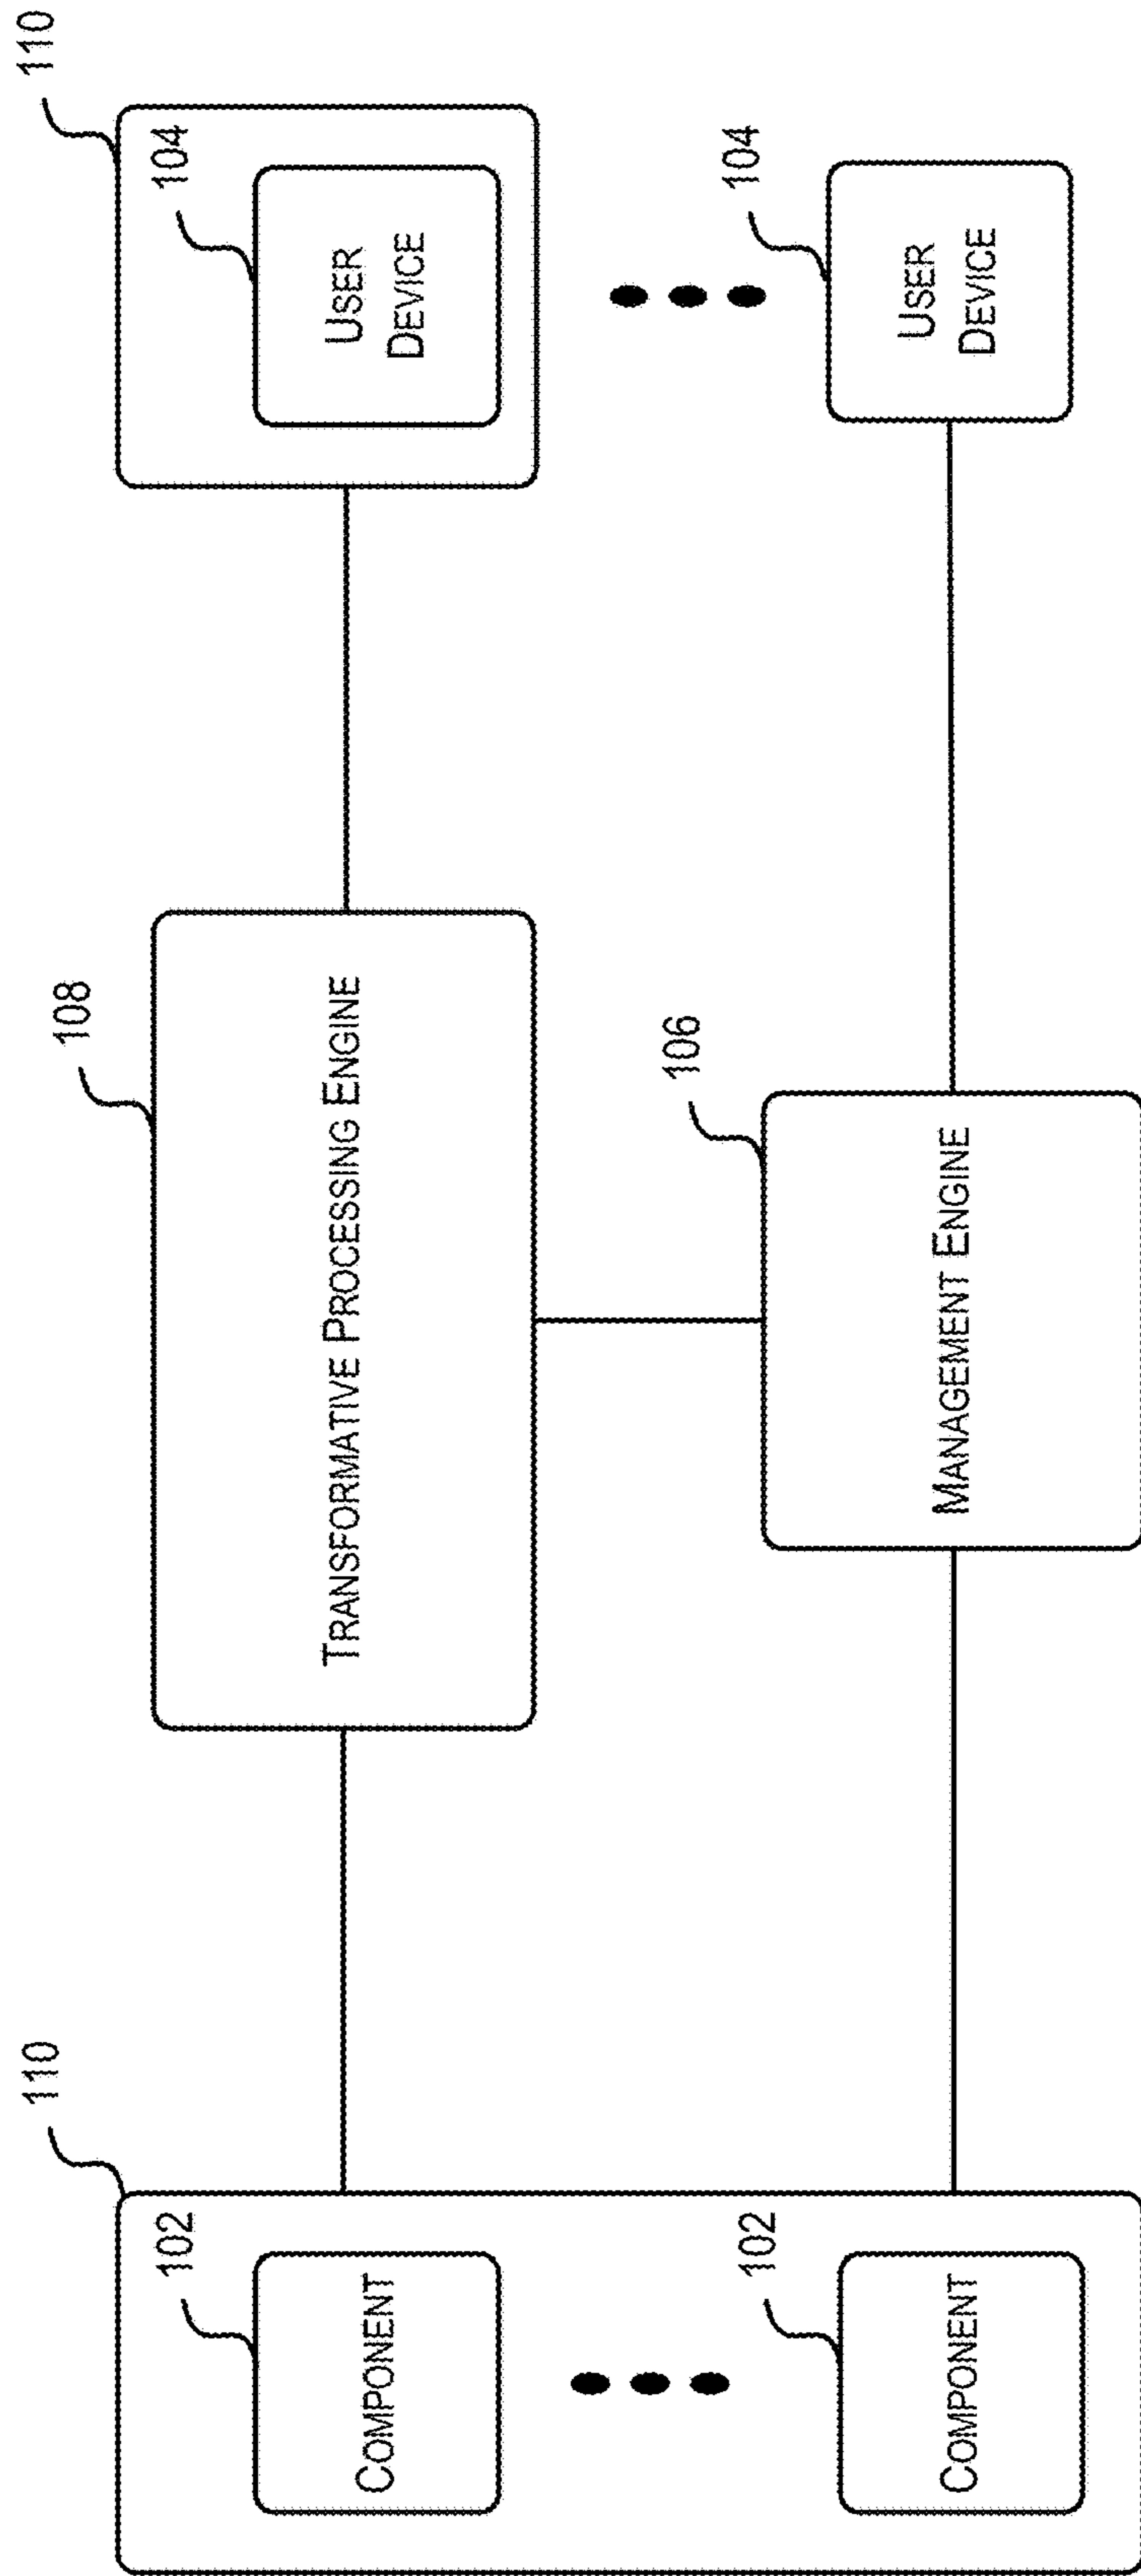 110
102
COMPONENT
102
COMPONENT
108
TRANSFORMATIVE PROCESSING ENGINE
106
MANAGEMENT ENGINE
110
104
USER
DEVICE
104
USER
DEVICE